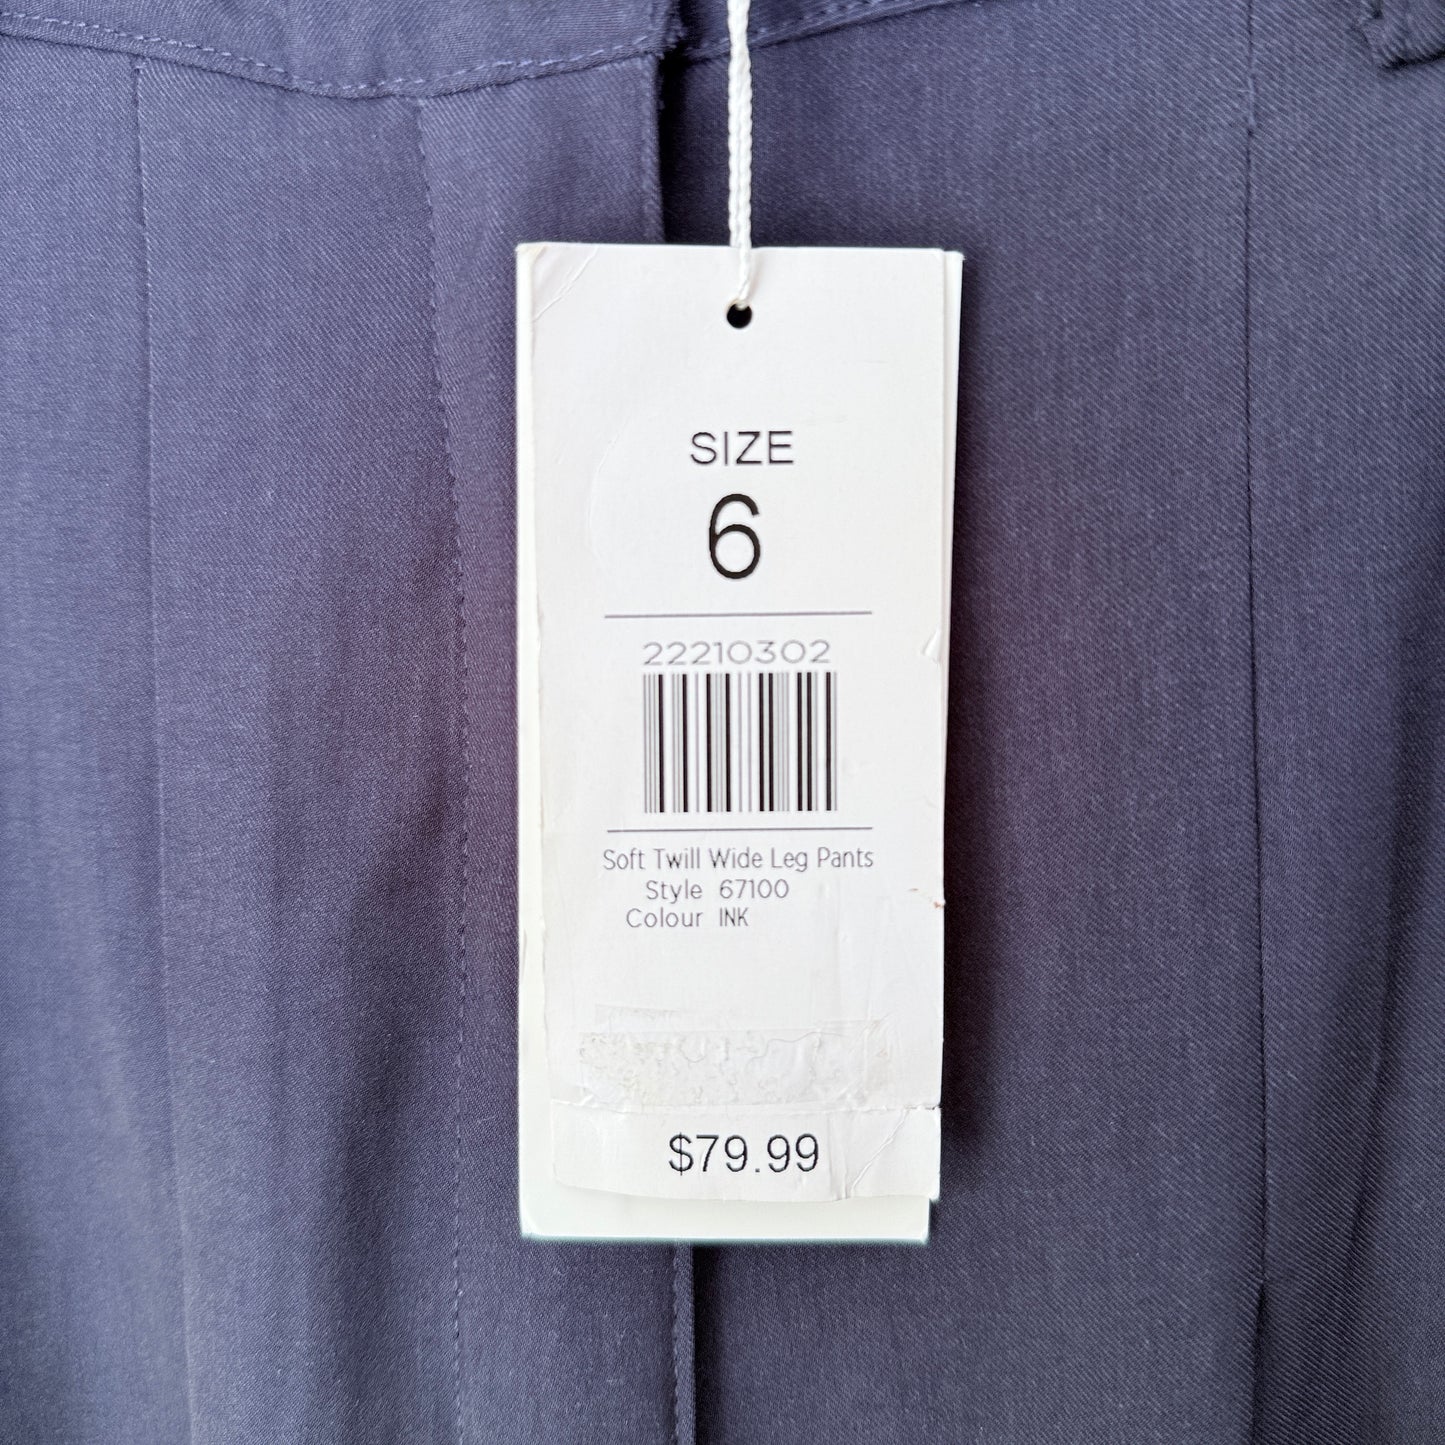 SIZE
6
22210302
Soft Twill Wide Leg Pants
Style 67100
Colour INK
$79.99